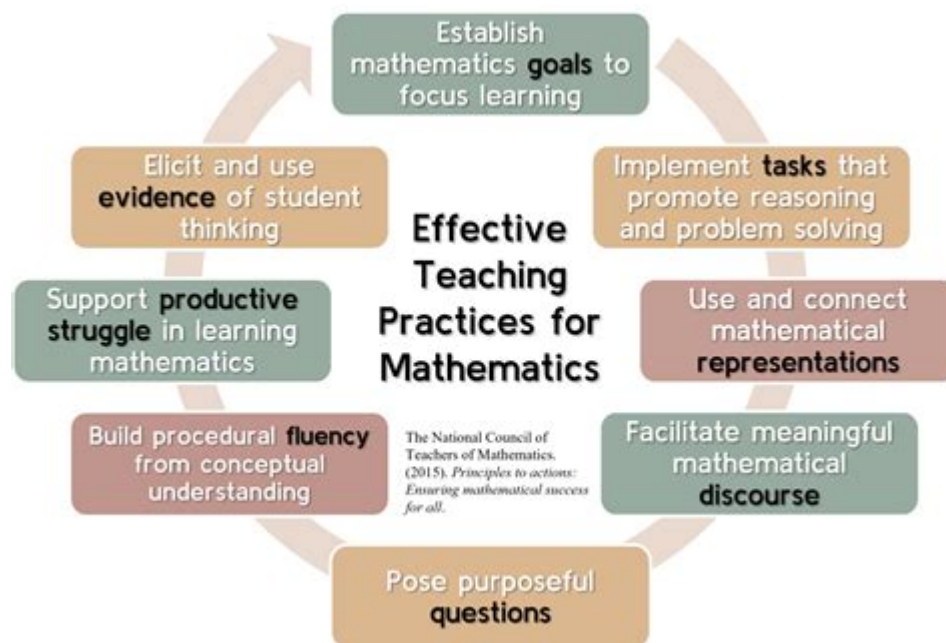 Establish
mathematics goals to
focus learning
Implement tasks that
promote reasoning
and problem solving
Use and connect
mathematical
representations
Facilitate meaningful
mathematical
discourse
Pose purposeful
questions
Build procedural fluency
from conceptual
understanding
Support productive
struggle in learning
mathematics
Elicit and use
evidence of student
thinking
Effective
Teaching
Practices for
Mathematics
The National Council of
Teachers of Mathematics.
(2015). Principles to actions:
Ensuring mathematical success
for all.